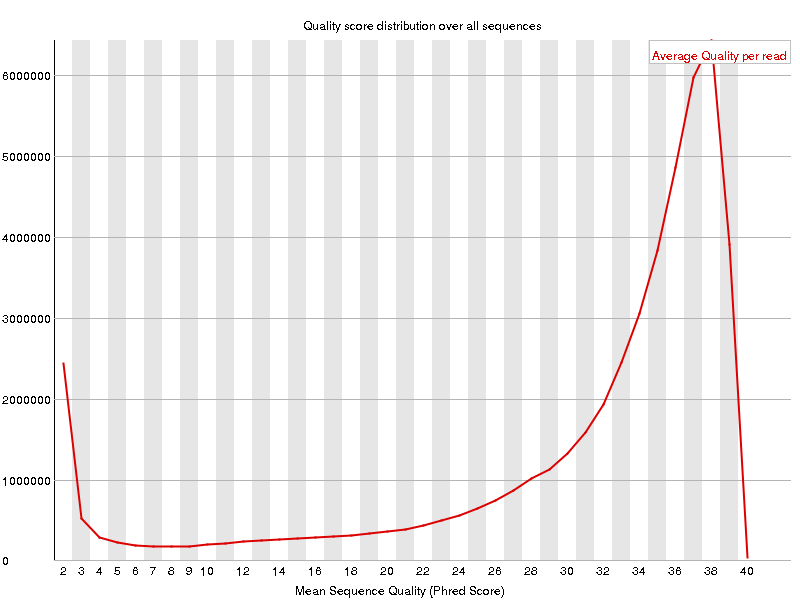 Quality score distribution over all sequences
Average Quality per read
6000000
5000000
4000000
3000000
2000000
1000000
0
2 3 4 5 6 7 8 9 10 12 14 16 18 20 22 24 26 28 30 32 34 36 38 40
Mean Sequence Quality (Phred Score)